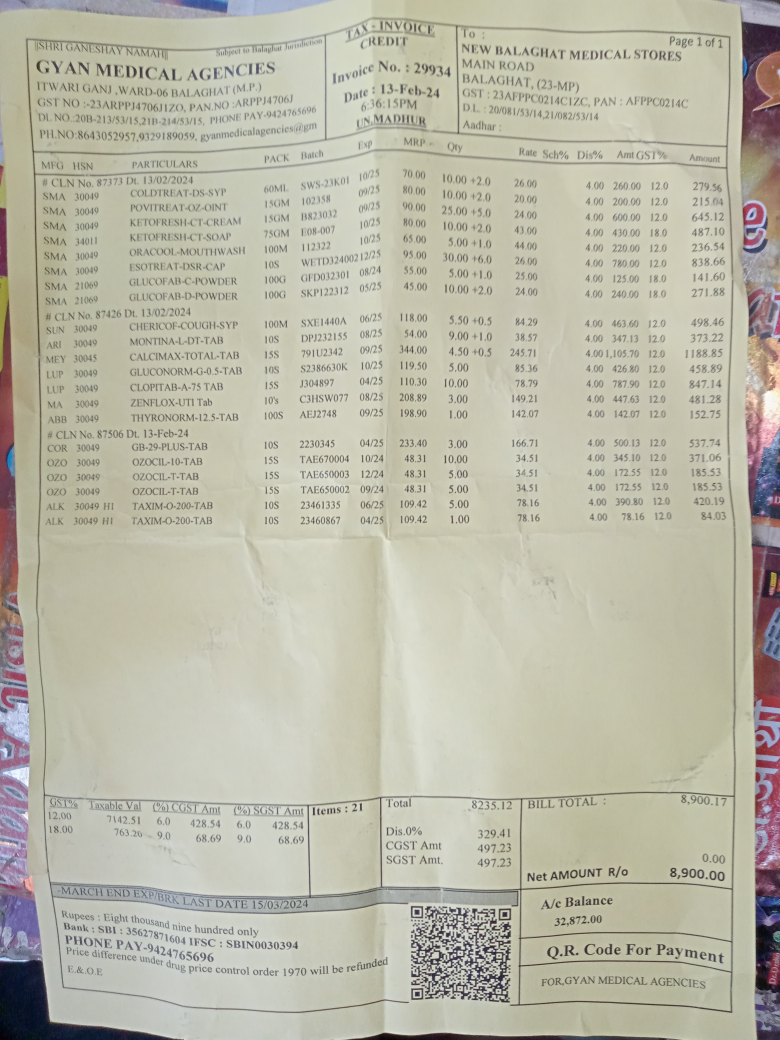 ||SHRI GANESHAY NAMAH||
Subject to Balaghat Jurisdiction
GYAN MEDICAL AGENCIES
ITWARI GANJ ,WARD-06 BALAGHAT (M.P.)
GST NO :-23ARPPJ4706J1ZO, PAN.NO :ARPPJ4706J
DL NO.:20B-213/53/15,21B-214/53/15, PHONE PAY-9424765696
PH.NO:8643052957,9329189059, gyanmedicalagencies@gm
TAX - INVOICE
CREDIT
Invoice No. : 29934
Date : 13-Feb-24
6:36:15PM
UN.MADHUR
Page 1 of 1
To :
NEW BALAGHAT MEDICAL STORES
MAIN ROAD
BALAGHAT, (23-MP)
GST : 23AFPPC0214C1ZC, PAN : AFPPC0214C
D.L. : 20/081/53/14,21/082/53/14
Aadhar :
MFG HSN PARTICULARS PACK Batch Exp MRP Qty Rate Sch% Dis% Amt GST% Amount
# CLN No. 87373 Dt. 13/02/2024
SMA 30049 COLDTREAT-DS-SYP 60ML SWS-23K01 10/25 70.00 10.00 +2.0 26.00 4.00 260.00 12.0 279.56
SMA 30049 POVITREAT-OZ-OINT 15GM 102358 09/25 80.00 10.00 +2.0 20.00 4.00 200.00 12.0 215.04
SMA 30049 KETOFRESH-CT-CREAM 15GM B823032 09/25 90.00 25.00 +5.0 24.00 4.00 600.00 12.0 645.12
SMA 34011 KETOFRESH-CT-SOAP 75GM E08-007 10/25 80.00 10.00 +2.0 43.00 4.00 430.00 18.0 487.10
SMA 30049 ORACOOL-MOUTHWASH 100M 112322 10/25 65.00 5.00 +1.0 44.00 4.00 220.00 12.0 236.54
SMA 30049 ESOTREAT-DSR-CAP 10S WETD32400212/25 95.00 30.00 +6.0 26.00 4.00 780.00 12.0 838.66
SMA 21069 GLUCOFAB-C-POWDER 100G GFD032301 08/24 55.00 5.00 +1.0 25.00 4.00 125.00 18.0 141.60
SMA 21069 GLUCOFAB-D-POWDER 100G SKP122312 05/25 45.00 10.00 +2.0 24.00 4.00 240.00 18.0 271.88
# CLN No. 87426 Dt. 13/02/2024
SUN 30049 CHERICOF-COUGH-SYP 100M SXE1440A 06/25 118.00 5.50 +0.5 84.29 4.00 463.60 12.0 498.46
ARI 30049 MONTINA-L-DT-TAB 10S DPJ232155 08/25 54.00 9.00 +1.0 38.57 4.00 347.13 12.0 373.22
MEY 30045 CALCIMAX-TOTAL-TAB 15S 791U2342 09/25 344.00 4.50 +0.5 245.71 4.00 1,105.70 12.0 1188.85
LUP 30049 GLUCONORM-G-0.5-TAB 10S S2386630K 10/25 119.50 5.00 85.36 4.00 426.80 12.0 458.89
LUP 30049 CLOPITAB-A-75 TAB 15S J304897 04/25 110.30 10.00 78.79 4.00 787.90 12.0 847.14
MA 30049 ZENFLOX-UTI Tab 10's C3HSW077 08/25 208.89 3.00 149.21 4.00 447.63 12.0 481.28
ABB 30049 THYRONORM-12.5-TAB 100S AEJ2748 09/25 198.90 1.00 142.07 4.00 142.07 12.0 152.75
# CLN No. 87506 Dt. 13-Feb-24
COR 30049 GB-29-PLUS-TAB 10S 2230345 04/25 233.40 3.00 166.71 4.00 500.13 12.0 537.74
OZO 30049 OZOCIL-10-TAB 15S TAE670004 10/24 48.31 10.00 34.51 4.00 345.10 12.0 371.06
OZO 30049 OZOCIL-T-TAB 15S TAE650003 12/24 48.31 5.00 34.51 4.00 172.55 12.0 185.53
OZO 30049 OZOCIL-T-TAB 15S TAE650002 09/24 48.31 5.00 34.51 4.00 172.55 12.0 185.53
ALK 30049 H1 TAXIM-O-200-TAB 10S 23461335 06/25 109.42 5.00 78.16 4.00 390.80 12.0 420.19
ALK 30049 H1 TAXIM-O-200-TAB 10S 23460867 04/25 109.42 1.00 78.16 4.00 78.16 12.0 84.03
GST% Taxable Val (%) CGST Amt (%) SGST Amt
12.00 7142.51 6.0 428.54 6.0 428.54
18.00 763.20 9.0 68.69 9.0 68.69
Items : 21
Total 8235.12
Dis.0% 329.41
CGST Amt 497.23
SGST Amt. 497.23
BILL TOTAL : 8,900.17
0.00
Net AMOUNT R/o 8,900.00
-MARCH END EXP/BRK LAST DATE 15/03/2024
Rupees : Eight thousand nine hundred only
Bank : SBI : 35627871604 IFSC : SBIN0030394
PHONE PAY-9424765696
Price difference under drug price control order 1970 will be refunded
E.&.O.E
A/c Balance
32,872.00
Q.R. Code For Payment
FOR,GYAN MEDICAL AGENCIES